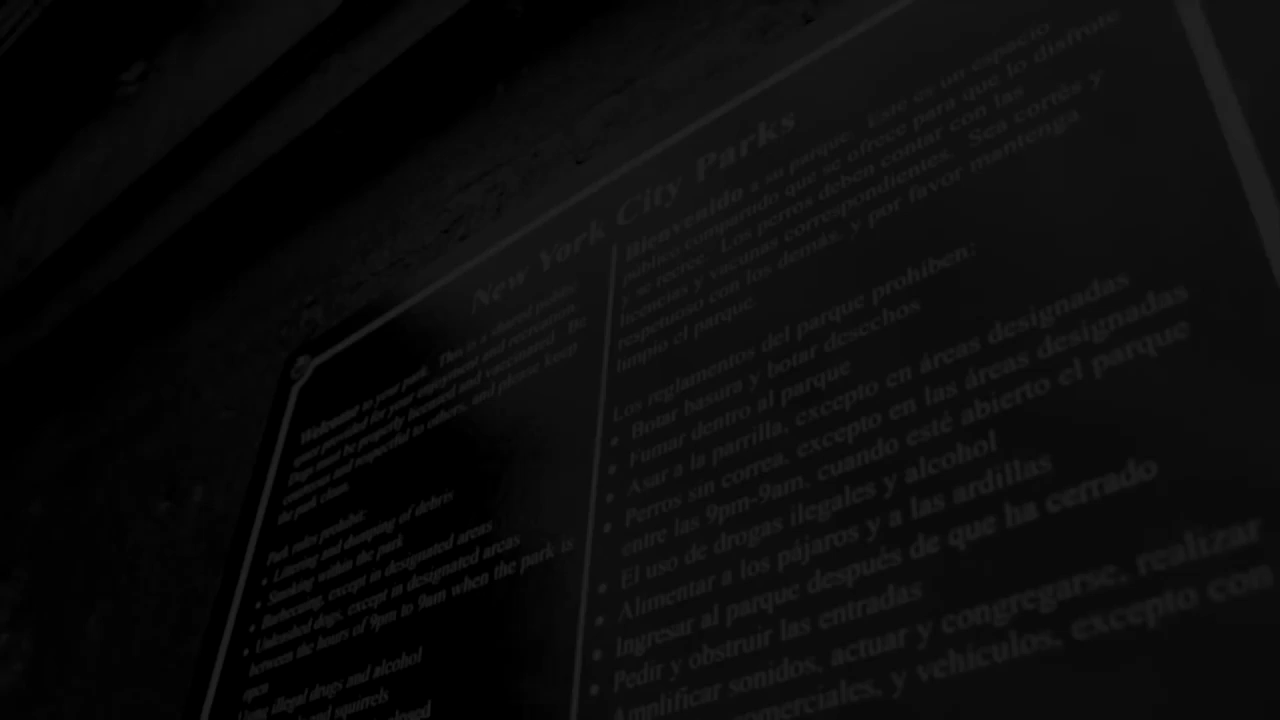 New York City Parks
Welcome to your park. This is a shared public
space provided for your enjoyment and recreation.
Dogs must be properly licensed and vaccinated. Be
courteous and respectful to others, and please keep
the park clean.
Park rules prohibit:
• Littering and dumping of debris
• Smoking within the park
• Barbecuing, except in designated areas
• Unleashed dogs, except in designated areas
between the hours of 9pm to 9am when the park is
open
illegal drugs and alcohol
and squirrels
Bienvenido a su parque. Este es un espacio
público compartido que se ofrece para que lo disfrute
y se recree. Los perros deben contar con las
licencias y vacunas correspondientes. Sea cortés y
respetuoso con los demás, y por favor mantenga
limpio el parque.
Los reglamentos del parque prohíben:
• Botar basura y botar desechos
• Fumar dentro al parque
• Asar a la parrilla, excepto en áreas designadas
• Perros sin correa, excepto en las áreas designadas
entre las 9pm-9am, cuando esté abierto el parque
• El uso de drogas ilegales y alcohol
• Alimentar a los pájaros y a las ardillas
• Ingresar al parque después de que ha cerrado
• Pedir y obstruir las entradas
Amplificar sonidos, actuar y congregarse, realizar
comerciales, y vehículos, excepto con